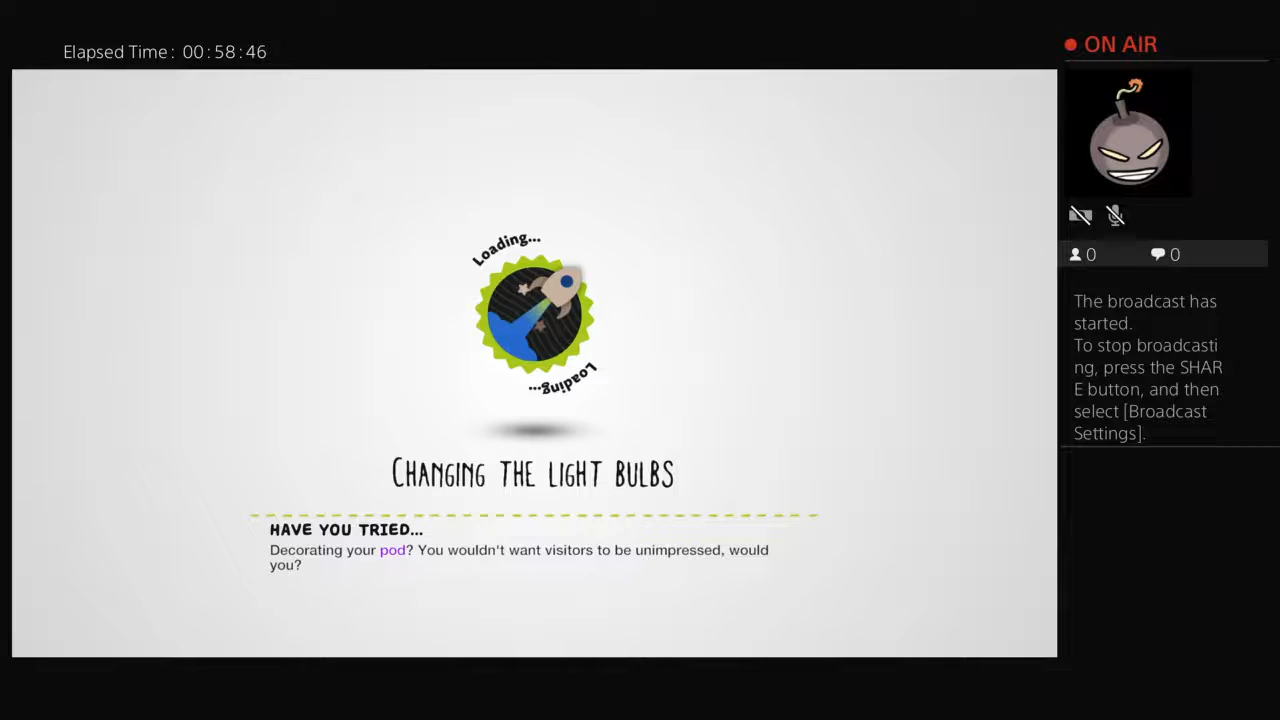 Elapsed Time: 00:58:46
ON AIR
0
0
The broadcast has
started.
To stop broadcasti
ng, press the SHAR
E button, and then
select [Broadcast
Settings].
Loading...
Loading...
CHANGING THE LIGHT BULBS
HAVE YOU TRIED...
Decorating your pod? You wouldn't want visitors to be unimpressed, would
you?